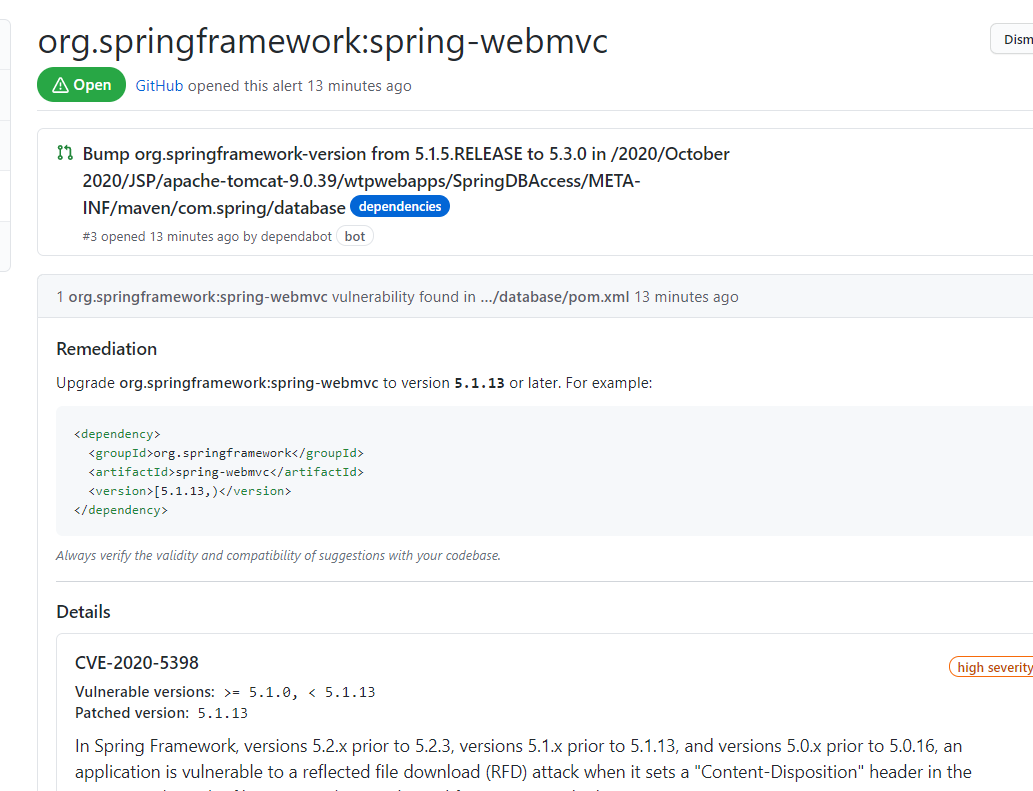 org.springframework:spring-webmvc
Dism
Open GitHub opened this alert 13 minutes ago
Bump org.springframework-version from 5.1.5.RELEASE to 5.3.0 in /2020/October
2020/JSP/apache-tomcat-9.0.39/wtpwebapps/SpringDBAccess/META-
INF/maven/com.spring/database dependencies
#3 opened 13 minutes ago by dependabot bot
1 org.springframework:spring-webmvc vulnerability found in .../database/pom.xml 13 minutes ago
Remediation
Upgrade org.springframework:spring-webmvc to version 5.1.13 or later. For example:
<dependency>
  <groupId>org.springframework</groupId>
  <artifactId>spring-webmvc</artifactId>
  <version>[5.1.13,)</version>
</dependency>
Always verify the validity and compatibility of suggestions with your codebase.
Details
CVE-2020-5398
high severity
Vulnerable versions: >= 5.1.0, < 5.1.13
Patched version: 5.1.13
In Spring Framework, versions 5.2.x prior to 5.2.3, versions 5.1.x prior to 5.1.13, and versions 5.0.x prior to 5.0.16, an
application is vulnerable to a reflected file download (RFD) attack when it sets a "Content-Disposition" header in the